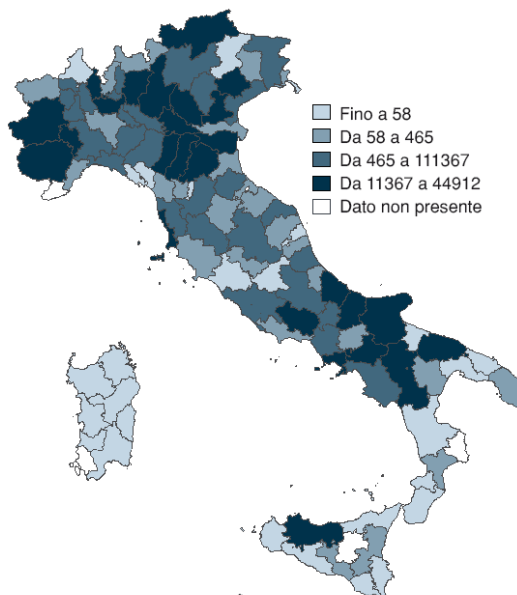 Fino a 58
Da 58 a 465
Da 465 a 111367
Da 11367 a 44912
Dato non presente